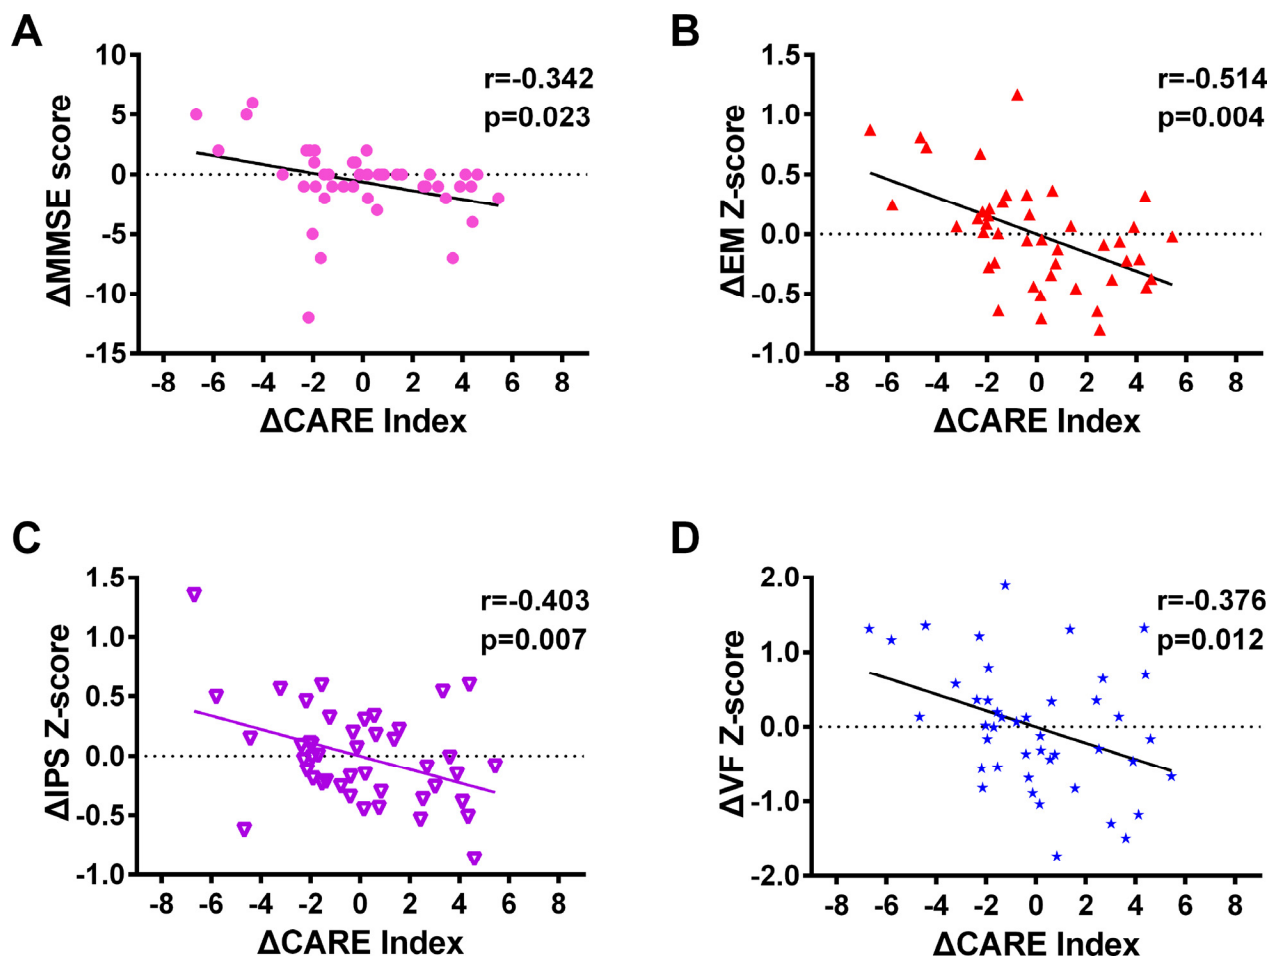 A
10
5
0
-5
-10
-15
ΔMMSE score
r=-0.342
p=0.023
-8 -6 -4 -2 0 2 4 6 8
ΔCARE Index
B
1.5
1.0
0.5
0.0
-0.5
-1.0
ΔEM Z-score
r=-0.514
p=0.004
-8 -6 -4 -2 0 2 4 6 8
ΔCARE Index
C
1.5
1.0
0.5
0.0
-0.5
-1.0
ΔIPS Z-score
r=-0.403
p=0.007
-8 -6 -4 -2 0 2 4 6 8
ΔCARE Index
D
2.0
1.0
0.0
-1.0
-2.0
ΔVF Z-score
r=-0.376
p=0.012
-8 -6 -4 -2 0 2 4 6 8
ΔCARE Index